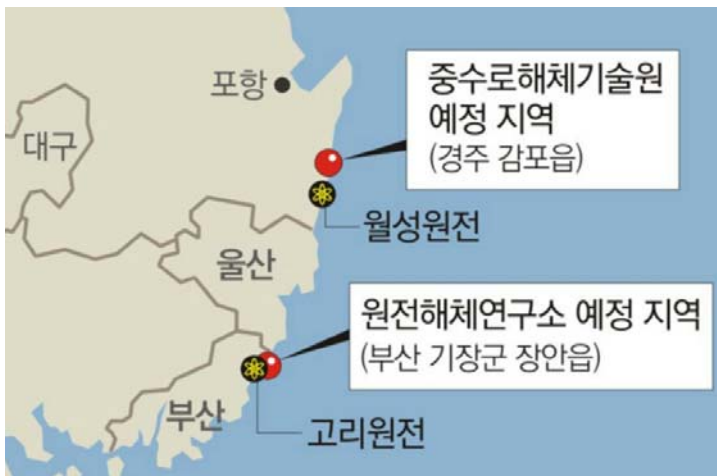 포항
중수로해체기술원
예정 지역
(경주 감포읍)
대구
월성원전
울산
원전해체연구소 예정 지역
(부산 기장군 장안읍)
부산
고리원전